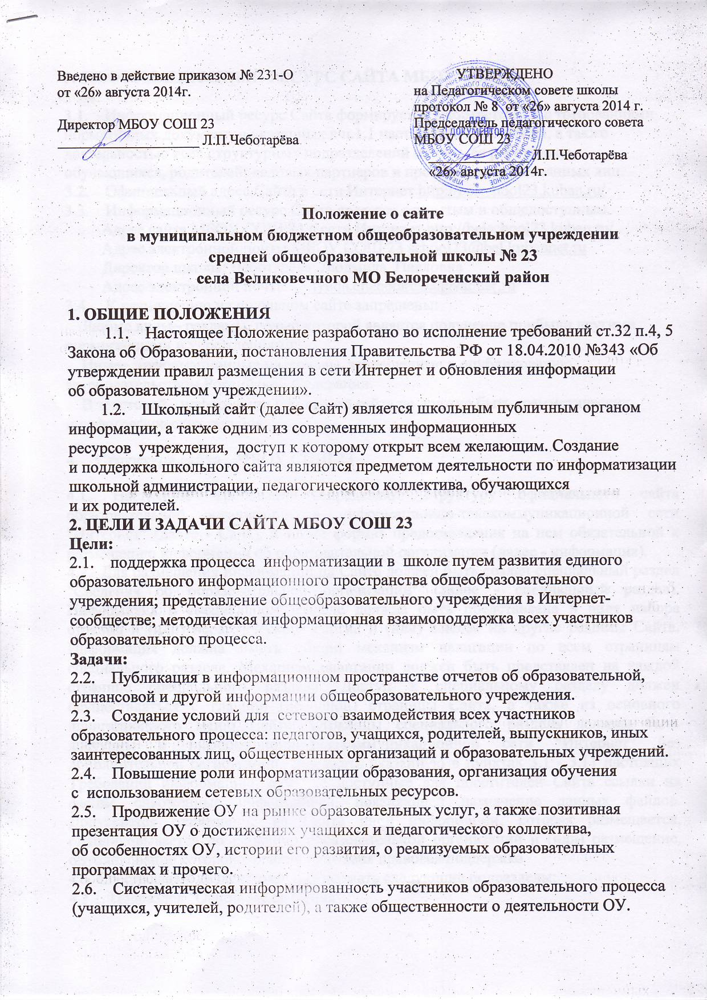 Введено в действие приказом № 231-О
от «26» августа 2014г.
Директор МБОУ СОШ 23
Л.П.Чеботарёва
УТВЕРЖДЕНО
на Педагогическом совете школы
протокол № 8 от «26» августа 2014 г.
Председатель педагогического совета
МБОУ СОШ 23
Л.П.Чеботарёва
«26» августа 2014г.
ДЛЯ
ДОКУМЕНТОВ
Положение о сайте
в муниципальном бюджетном общеобразовательном учреждении
средней общеобразовательной школы № 23
села Великовечного МО Белореченский район
1. ОБЩИЕ ПОЛОЖЕНИЯ
1.1. Настоящее Положение разработано во исполнение требований ст.32 п.4, 5
Закона об Образовании, постановления Правительства РФ от 18.04.2010 №343 «Об
утверждении правил размещения в сети Интернет и обновления информации
об образовательном учреждении».
1.2. Школьный сайт (далее Сайт) является школьным публичным органом
информации, а также одним из современных информационных
ресурсов учреждения, доступ к которому открыт всем желающим. Создание
и поддержка школьного сайта являются предметом деятельности по информатизации
школьной администрации, педагогического коллектива, обучающихся
и их родителей.
2. ЦЕЛИ И ЗАДАЧИ САЙТА МБОУ СОШ 23
Цели:
2.1. поддержка процесса информатизации в школе путем развития единого
образовательного информационного пространства общеобразовательного
учреждения; представление общеобразовательного учреждения в Интернет-
сообществе; методическая информационная взаимоподдержка всех участников
образовательного процесса.
Задачи:
2.2. Публикация в информационном пространстве отчетов об образовательной,
финансовой и другой информации общеобразовательного учреждения.
2.3. Создание условий для сетевого взаимодействия всех участников
образовательного процесса: педагогов, учащихся, родителей, выпускников, иных
заинтересованных лиц, общественных организаций и образовательных учреждений.
2.4. Повышение роли информатизации образования, организация обучения
с использованием сетевых образовательных ресурсов.
2.5. Продвижение ОУ на рынке образовательных услуг, а также позитивная
презентация ОУ о достижениях учащихся и педагогического коллектива,
об особенностях ОУ, истории его развития, о реализуемых образовательных
программах и прочего.
2.6. Систематическая информированность участников образовательного процесса
(учащихся, учителей, родителей), а также общественности о деятельности ОУ.